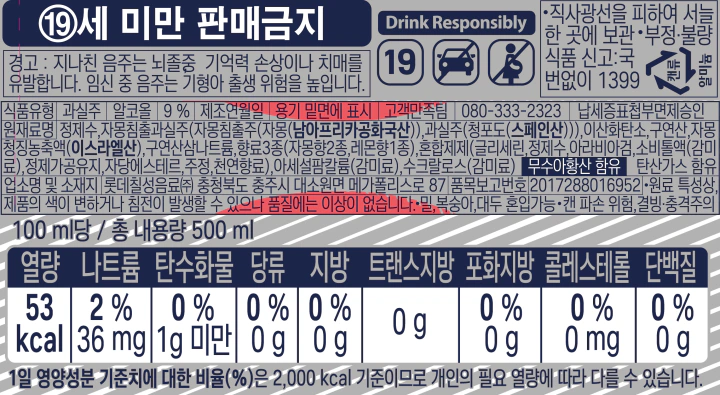 ⑲세 미만 판매금지
경고 : 지나친 음주는 뇌졸중 기억력 손상이나 치매를
유발합니다. 임신 중 음주는 기형아 출생 위험을 높입니다.
Drink Responsibly
19
•직사광선을 피하여 서늘
한 곳에 보관•부정·불량
식품 신고:국
번없이 1399
캔류
알미늄
식품유형 과실주 알코올 9 % 제조연월일 용기 밑면에 표시 고객만족팀 080-333-2323 납세증표첩부면제승인
원재료명 정제수,자몽침출과실주(자몽침출주(자몽(남아프리카공화국산)),과실주(청포도(스페인산))),이산화탄소,구연산,자몽
청징농축액(이스라엘산),구연산삼나트륨,향료3종(자몽향2종,레몬향1종),혼합제제(글리세린,정제수,아라비아검,소비톨액(감미
료),정제가공유지,자당에스테르,주정,천연향료),아세설팜칼륨(감미료),수크랄로스(감미료) 무수아황산 함유 탄산가스 함유
업소명 및 소재지 롯데칠성음료㈜ 충청북도 충주시 대소원면 메가폴리스로 87 품목보고번호 2017288016952 •원료 특성상,
제품의 색이 변하거나 침전이 발생할 수 있으나 품질에는 이상이 없습니다.•밀,복숭아,대두 혼입가능•캔 파손 위험,결빙·충격주의
100 ml당 / 총 내용량 500 ml
열량 나트륨 탄수화물 당류 지방 트랜스지방 포화지방 콜레스테롤 단백질
53 2 % 0 % 0 % 0 % 0 g 0 % 0 % 0 %
kcal 36 mg 1g 미만 0 g 0 g 0 g 0 mg 0 g
1일 영양성분 기준치에 대한 비율(%)은 2,000 kcal 기준이므로 개인의 필요 열량에 따라 다를 수 있습니다.